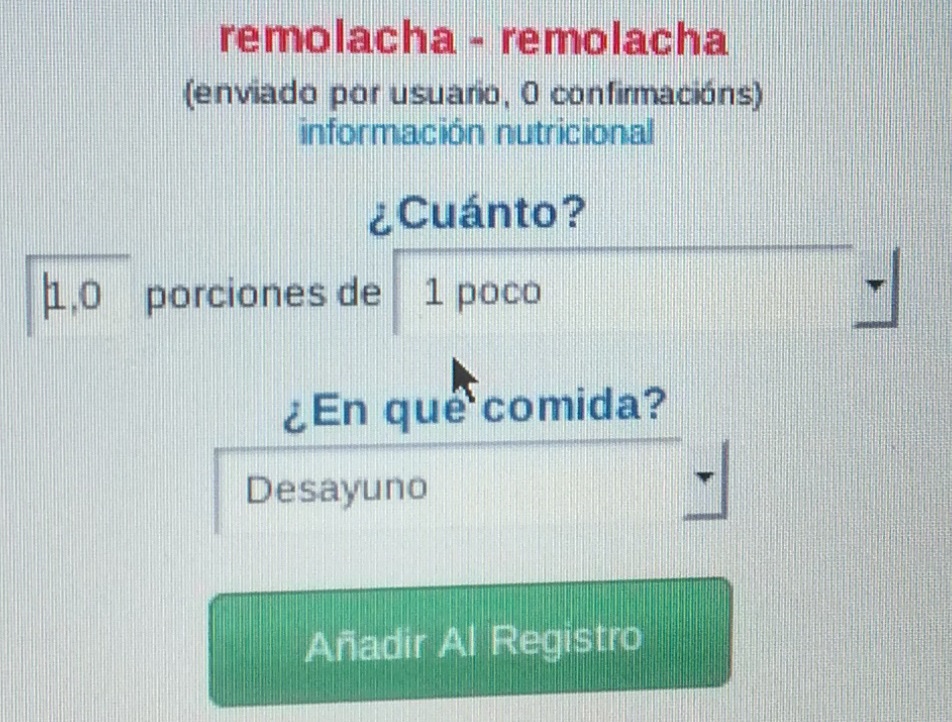 remolacha - remolacha
(enviado por usuario, 0 confirmacións)
información nutricional
¿Cuánto?
1,0 porciones de 1 poco
¿En qué comida?
Desayuno
Añadir Al Registro